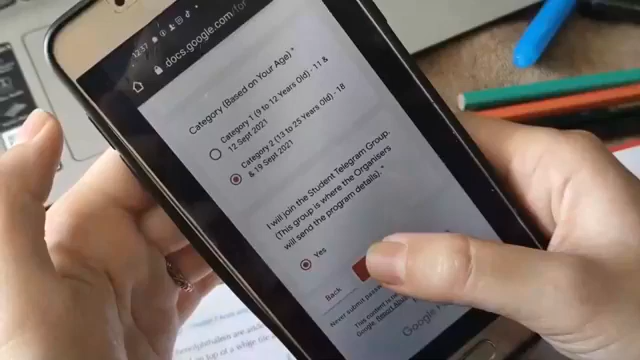 12:37
docs.google.com/for
Category (Based on Your Age) *
Category 1 (9 to 12 Years Old) - 11 &
12 Sept 2021
Category 2 (13 to 25 Years Old) - 18
& 19 Sept 2021
I will join the Student Telegram Group.
(This group is where the Organisers
will send the program details). *
Yes
Back
Never submit passw
This content is ne
Google. Report
Google